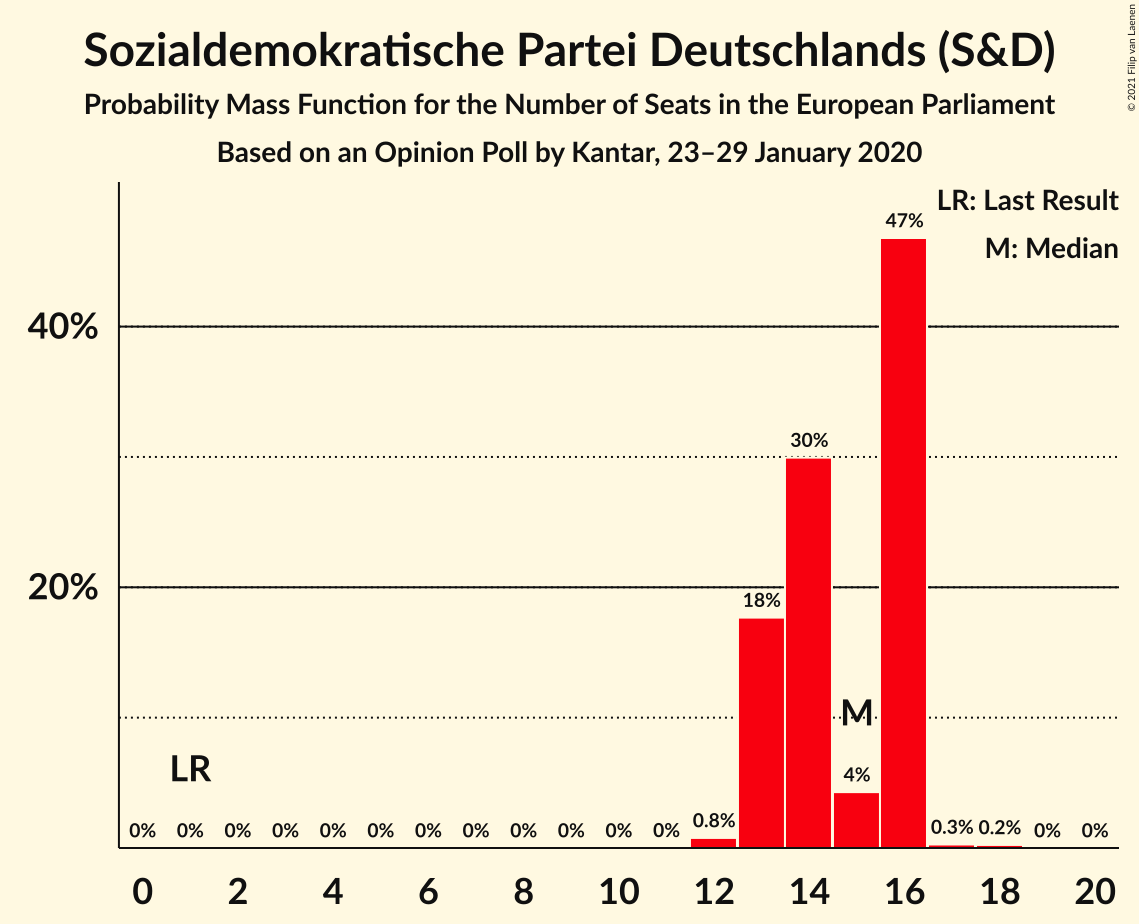 Sozialdemokratische Partei Deutschlands (S&D)
Probability Mass Function for the Number of Seats in the European Parliament
Based on an Opinion Poll by Kantar, 23–29 January 2020
© 2021 Filip van Laenen
LR: Last Result
M: Median
47%
40%
30%
20%
18%
M
4%
LR
0% 0% 0% 0% 0% 0% 0% 0% 0% 0% 0% 0% 0.8% 0.3% 0.2% 0% 0%
0 2 4 6 8 10 12 14 16 18 20